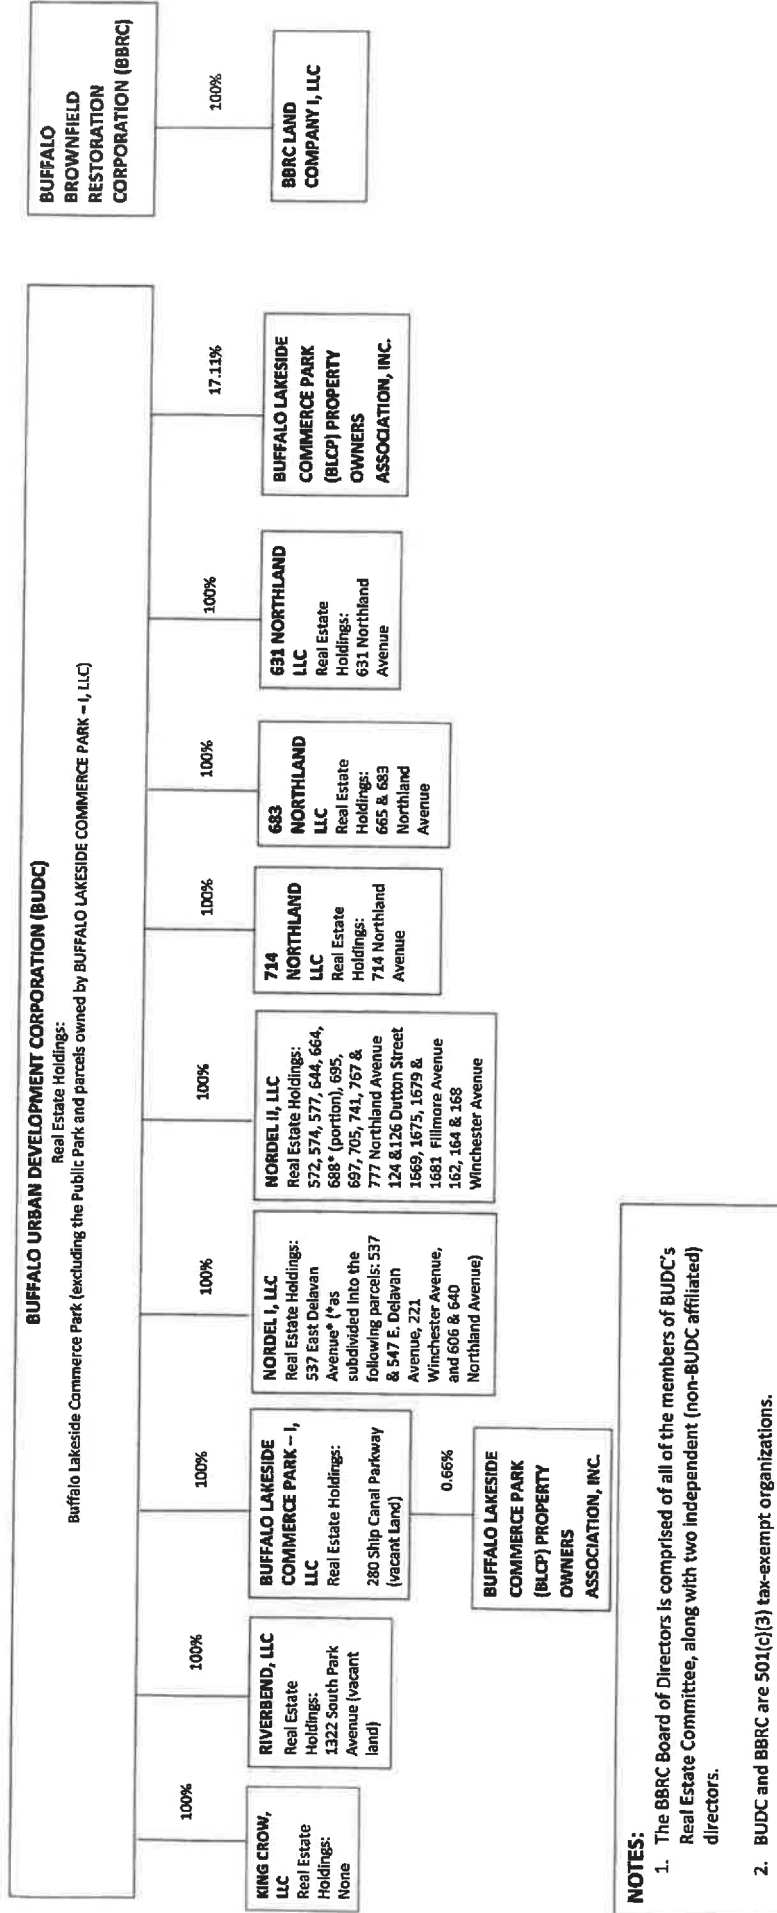 BUFFALO URBAN DEVELOPMENT CORPORATION (BUDC)
Real Estate Holdings:
Buffalo Lakeside Commerce Park (excluding the Public Park and parcels owned by BUFFALO LAKESIDE COMMERCE PARK – I, LLC)
BUFFALO
BROWNFIELD
RESTORATION
CORPORATION (BBRC)
100%
BBRC LAND
COMPANY I, LLC
100%
KING CROW,
LLC
Real Estate
Holdings:
None
100%
RIVERBEND, LLC
Real Estate
Holdings:
1322 South Park
Avenue (vacant
land)
100%
BUFFALO LAKESIDE
COMMERCE PARK – I,
LLC
Real Estate Holdings:
280 Ship Canal Parkway
(vacant Land)
0.66%
BUFFALO LAKESIDE
COMMERCE PARK
(BLCP) PROPERTY
OWNERS
ASSOCIATION, INC.
100%
NORDEL I, LLC
Real Estate Holdings:
537 East Delavan
Avenue* (*as
subdivided into the
following parcels: 537
& 547 E. Delavan
Avenue, 221
Winchester Avenue,
and 606 & 640
Northland Avenue)
100%
NORDEL II, LLC
Real Estate Holdings:
572, 574, 577, 644, 664,
688* (portion), 695,
697, 705, 741, 767 &
777 Northland Avenue
124 &126 Dutton Street
1669, 1675, 1679 &
1681 Fillmore Avenue
162, 164 & 168
Winchester Avenue
100%
714
NORTHLAND
LLC
Real Estate
Holdings:
714 Northland
Avenue
100%
683
NORTHLAND
LLC
Real Estate
Holdings:
665 & 683
Northland
Avenue
100%
631 NORTHLAND
LLC
Real Estate
Holdings:
631 Northland
Avenue
17.11%
BUFFALO LAKESIDE
COMMERCE PARK
(BLCP) PROPERTY
OWNERS
ASSOCIATION, INC.
NOTES:
1. The BBRC Board of Directors is comprised of all of the members of BUDC's
Real Estate Committee, along with two independent (non-BUDC affiliated)
directors.
2. BUDC and BBRC are 501(c)(3) tax-exempt organizations.